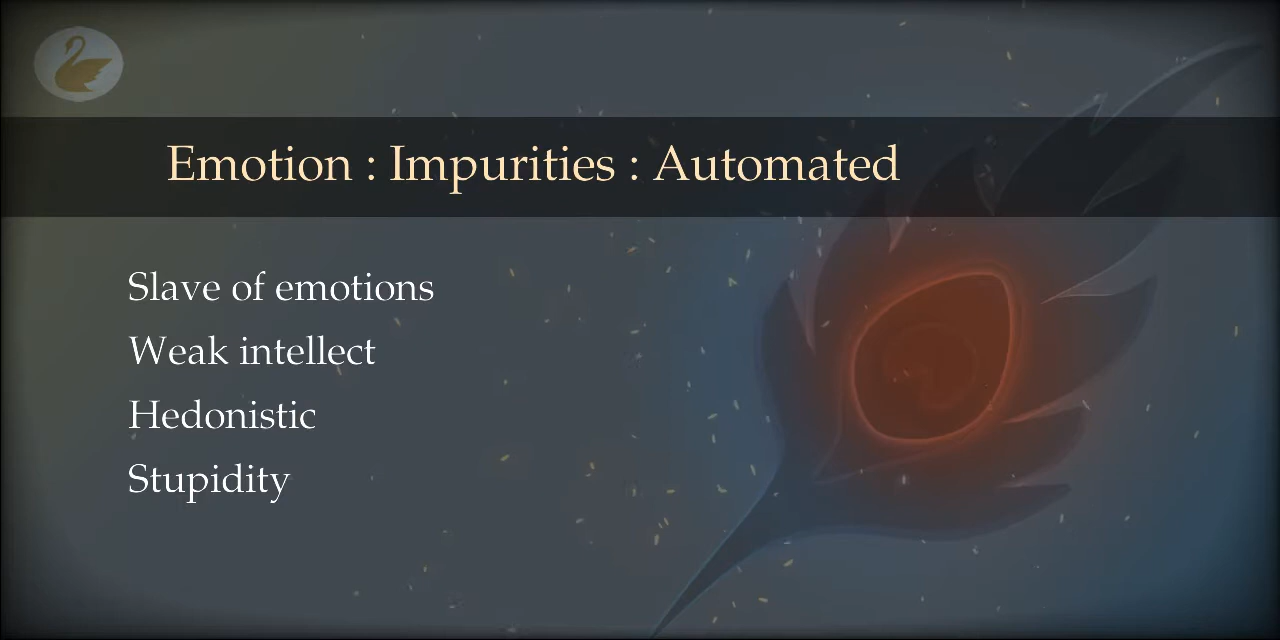 Emotion : Impurities : Automated
Slave of emotions
Weak intellect
Hedonistic
Stupidity